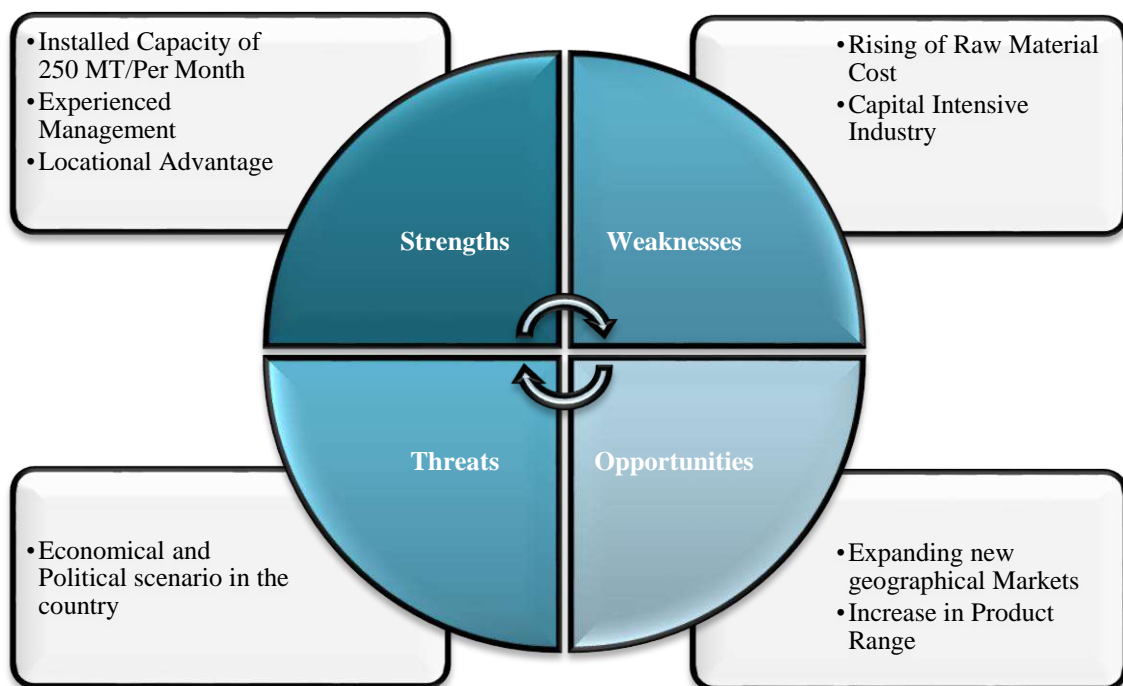 •Installed Capacity of
250 MT/Per Month
•Experienced
Management
•Locational Advantage
•Rising of Raw Material
Cost
•Capital Intensive
Industry
Strengths
Weaknesses
Threats
Opportunities
•Economical and
Political scenario in the
country
•Expanding new
geographical Markets
•Increase in Product
Range